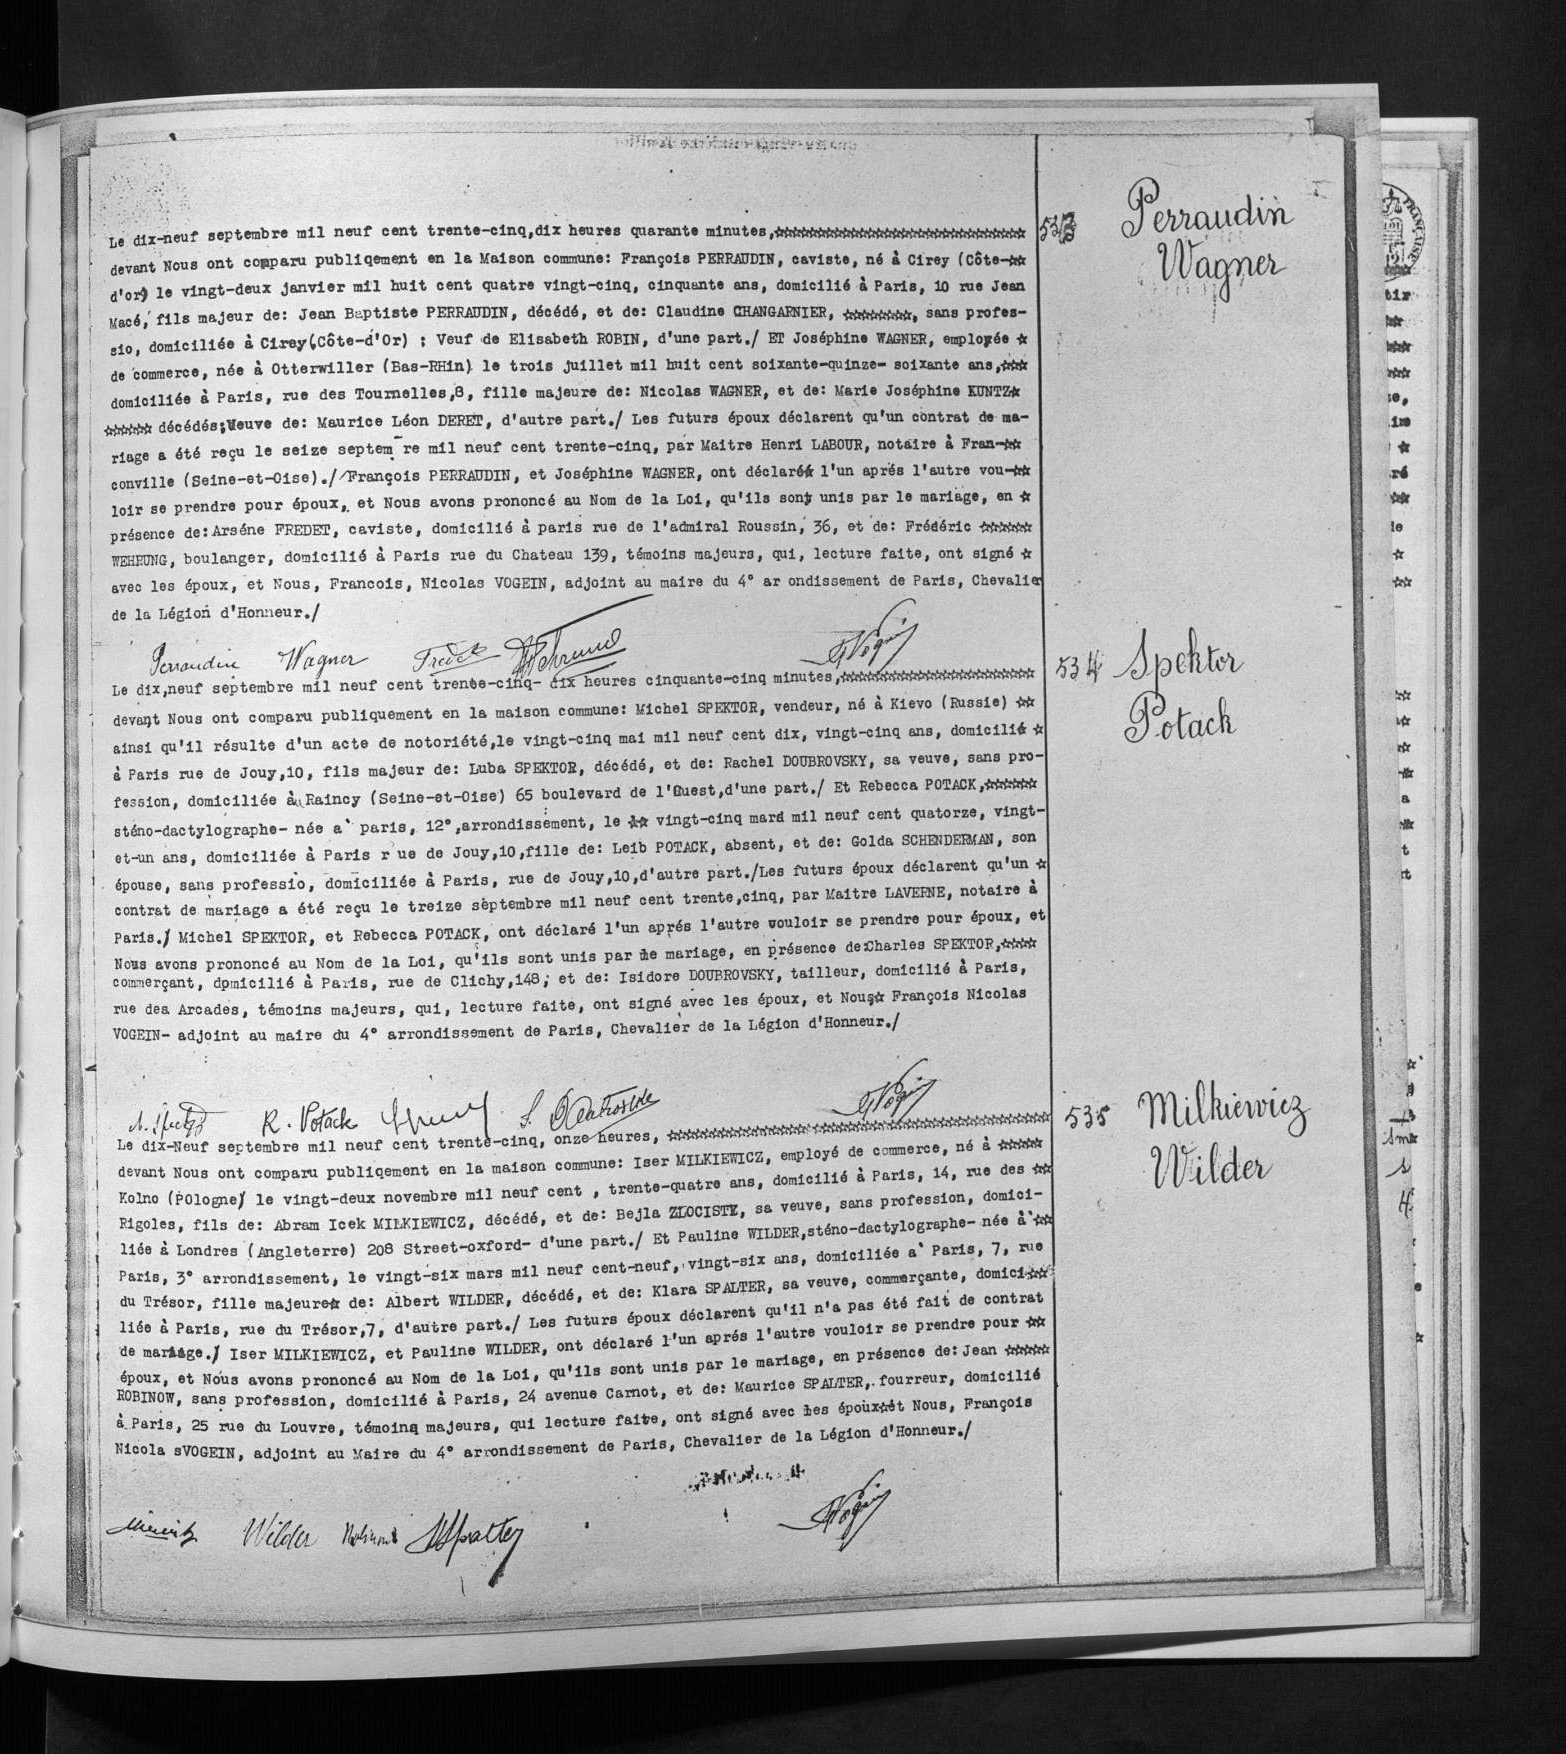 533 Perraudin
Wagner
Le dix-neuf septembre mil neuf cent trente-cinq,dix heures quarante minutes,☆☆☆☆☆☆☆☆☆☆☆☆☆☆☆☆☆☆☆☆☆☆☆☆☆☆☆
devant Nous ont comparu publiqement en la Maison commune: François PERRAUDIN, caviste, né à Cirey (Côte-☆☆
d'or) le vingt-deux janvier mil huit cent quatre vingt-cinq, cinquante ans, domicilié à Paris, 10 rue Jean
Macé, fils majeur de: Jean Baptiste PERRAUDIN, décédé, et de: Claudine CHANGARNIER, ☆☆☆☆☆☆☆☆, sans profes-
sio, domiciliée à Cirey(Côte-d'Or) ; Veuf de Elisabeth ROBIN, d'une part./ ET Joséphine WAGNER, employée ☆
de commerce, née à Otterwiller (Bas-RHin) le trois juillet mil huit cent soixante-quinze- soixante ans,☆☆☆
domiciliée à Paris, rue des Tournelles,8, fille majeure de: Nicolas WAGNER, et de: Marie Joséphine KUNTZ☆
☆☆☆☆☆☆ décédés;Veuve de: Maurice Léon DERET, d'autre part./ Les futurs époux déclarent qu'un contrat de ma-
riage a été reçu le seize septem re mil neuf cent trente-cinq, par Maitre Henri LABOUR, notaire à Fran-☆☆
conville (Seine-et-Oise)./ François PERRAUDIN, et Joséphine WAGNER, ont déclaré☆ l'un aprés l'autre vou-☆☆
loir se prendre pour époux, et Nous avons prononcé au Nom de la Loi, qu'ils sont unis par le mariage, en ☆
présence de: Arséne FREDET, caviste, domicilié à paris rue de l'admiral Roussin, 36, et de: Frédéric ☆☆☆☆☆☆
WEHRUNG, boulanger, domicilié à Paris rue du Chateau 139, témoins majeurs, qui, lecture faite, ont signé ☆
avec les époux, et Nous, Francois, Nicolas VOGEIN, adjoint au maire du 4° ar ondissement de Paris, Chevalier
de la Légion d'Honneur./
Perraudin Wagner Fredet Wehrung Vogein
534 Spektor
Potack
Le dix,neuf septembre mil neuf cent trente-cinq- dix heures cinquante-cinq minutes,☆☆☆☆☆☆☆☆☆☆☆☆☆☆☆☆☆☆☆☆☆
devant Nous ont comparu publiquement en la maison commune: Michel SPEKTOR, vendeur, né à Kievo (Russie) ☆☆
ainsi qu'il résulte d'un acte de notoriété,le vingt-cinq mai mil neuf cent dix, vingt-cinq ans, domicilié ☆
à Paris rue de Jouy,10, fils majeur de: Luba SPEKTOR, décédé, et de: Rachel DOUBROVSKY, sa veuve, sans pro-
fession, domiciliée àu Raincy (Seine-et-Oise) 65 boulevard de l'Ouest,d'une part./ Et Rebecca POTACK,☆☆☆☆☆☆
sténo-dactylographe- née a` paris, 12°,arrondissement, le ☆☆ vingt-cinq mars mil neuf cent quatorze, vingt-
et-un ans, domiciliée à Paris r ue de Jouy,10,fille de: Leib POTACK, absent, et de: Golda SCHENDERMAN, son
épouse, sans professio, domiciliée à Paris, rue de Jouy,10,d'autre part./Les futurs époux déclarent qu'un ☆
contrat de mariage a été reçu le treize septembre mil neuf cent trente,cinq, par Maitre LAVERNE, notaire à
Paris./ Michel SPEKTOR, et Rebecca POTACK, ont déclaré l'un aprés l'autre vouloir se prendre pour époux, et
Nous avons prononcé au Nom de la Loi, qu'ils sont unis par le mariage, en présence de:Charles SPEKTOR,☆☆☆☆
commerçant, domicilié à Paris, rue de Clichy,148; et de: Isidore DOUBROVSKY, tailleur, domicilié à Paris,
rue des Arcades, témoins majeurs, qui, lecture faite, ont signé avec les époux, et Nous☆ François Nicolas
VOGEIN- adjoint au maire du 4° arrondissement de Paris, Chevalier de la Légion d'Honneur./
R. Potack Vogein
535 Milkiewicz
Wilder
Le dix-Neuf septembre mil neuf cent trente-cinq, onze heures, ☆☆☆☆☆☆☆☆☆☆☆☆☆☆☆☆☆☆☆☆☆☆☆☆☆☆☆☆☆☆☆☆☆☆☆☆☆☆☆☆☆
devant Nous ont comparu publiqement en la maison commune: Iser MILKIEWICZ, employé de commerce, né à ☆☆☆☆☆
Kolno (POlogne) le vingt-deux novembre mil neuf cent , trente-quatre ans, domicilié à Paris, 14, rue des ☆☆
Rigoles, fils de: Abram Icek MILKIEWICZ, décédé, et de: Bejla ZLOCISTE, sa veuve, sans profession, domici-
liée à Londres (Angleterre) 208 Street-oxford- d'une part./ Et Pauline WILDER,sténo-dactylographe- née à ☆☆
Paris, 3° arrondissement, le vingt-six mars mil neuf cent-neuf, vingt-six ans, domiciliée a` Paris, 7, rue
du Trésor, fille majeure☆ de: Albert WILDER, décédé, et de: Klara SPALTER, sa veuve, commerçante, domici☆☆
liée à Paris, rue du Trésor,7, d'autre part./ Les futurs époux déclarent qu'il n'a pas été fait de contrat
de mariage./ Iser MILKIEWICZ, et Pauline WILDER, ont déclaré l'un aprés l'autre vouloir se prendre pour ☆☆
époux, et Nous avons prononcé au Nom de la Loi, qu'ils sont unis par le mariage, en présence de: Jean ☆☆☆☆☆
ROBINOW, sans profession, domicilié à Paris, 24 avenue Carnot, et de: Maurice SPALTER, fourreur, domicilié
à Paris, 25 rue du Louvre, témoins majeurs, qui lecture faite, ont signé avec les époux☆et Nous, François
Nicola sVOGEIN, adjoint au Maire du 4° arrondissement de Paris, Chevalier de la Légion d'Honneur./
Wilder Robinow Spalter Vogein